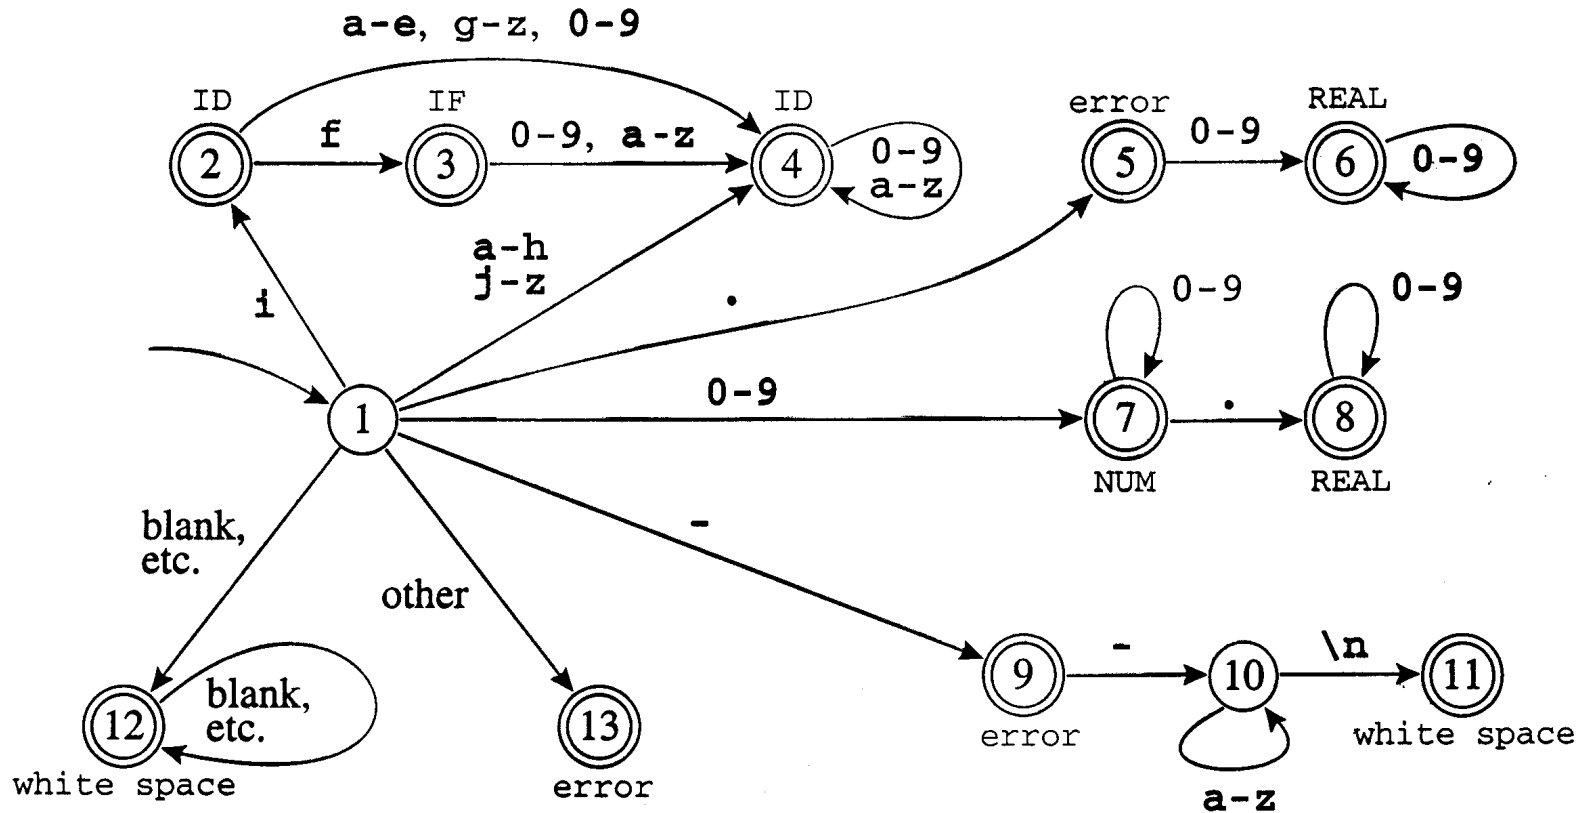 a-e, g-z, 0-9
ID
IF
ID
error
REAL
2
f
3
0-9, a-z
4
0-9
a-z
5
0-9
6
0-9
a-h
j-z
i
.
0-9
0-9
1
0-9
7
.
8
NUM
REAL
blank,
etc.
-
other
9
-
10
\n
11
error
white space
12
blank,
etc.
13
white space
error
a-z